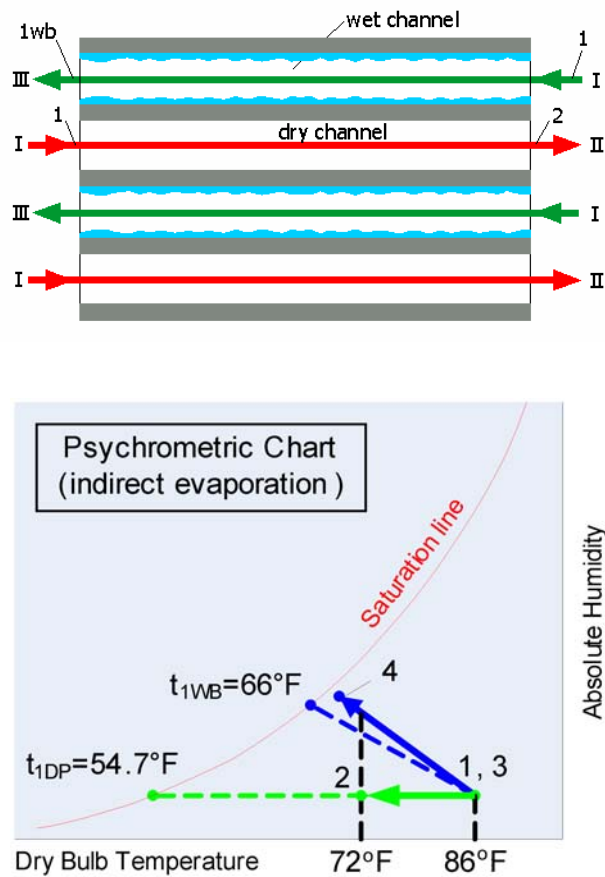 wet channel
1wb
1
III
I
1
dry channel
2
I
II
III
I
I
II
Psychrometric Chart
(indirect evaporation )
Saturation line
Absolute Humidity
4
t1WB=66°F
t1DP=54.7°F
2
1, 3
Dry Bulb Temperature
72°F
86°F